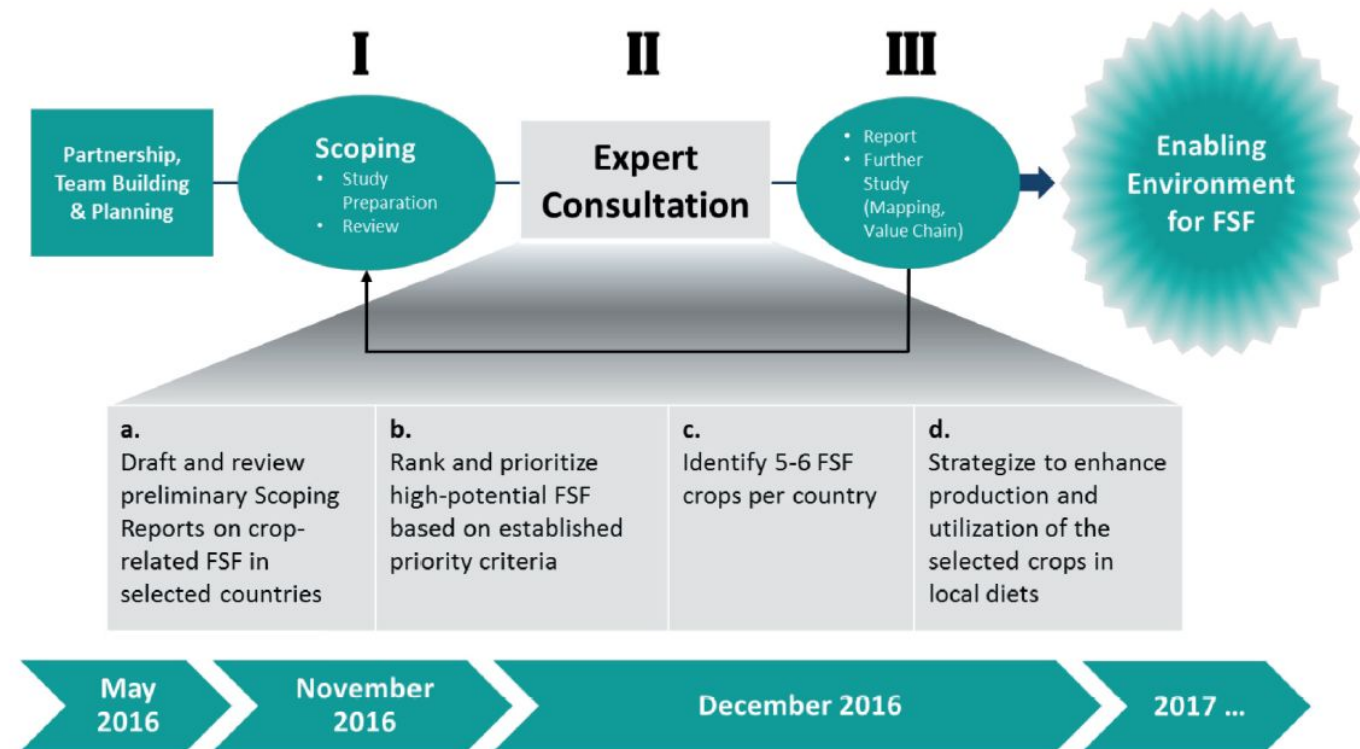 I
II
III
Partnership,
Team Building
& Planning
Scoping
• Study
Preparation
• Review
Expert
Consultation
• Report
• Further
Study
(Mapping,
Value Chain)
Enabling
Environment
for FSF
a.
Draft and review
preliminary Scoping
Reports on crop-
related FSF in
selected countries
b.
Rank and prioritize
high-potential FSF
based on established
priority criteria
c.
Identify 5-6 FSF
crops per country
d.
Strategize to enhance
production and
utilization of the
selected crops in
local diets
May
2016
November
2016
December 2016
2017 ...